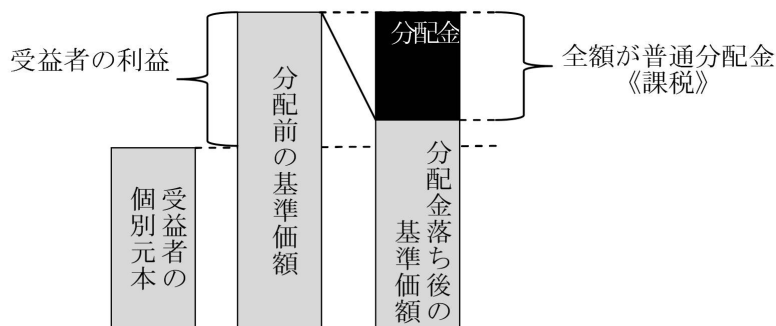 受益者の利益
受益者の
個別元本
分配前の基準価額
分配金
分配金落ち後の
基準価額
全額が普通分配金
《課税》